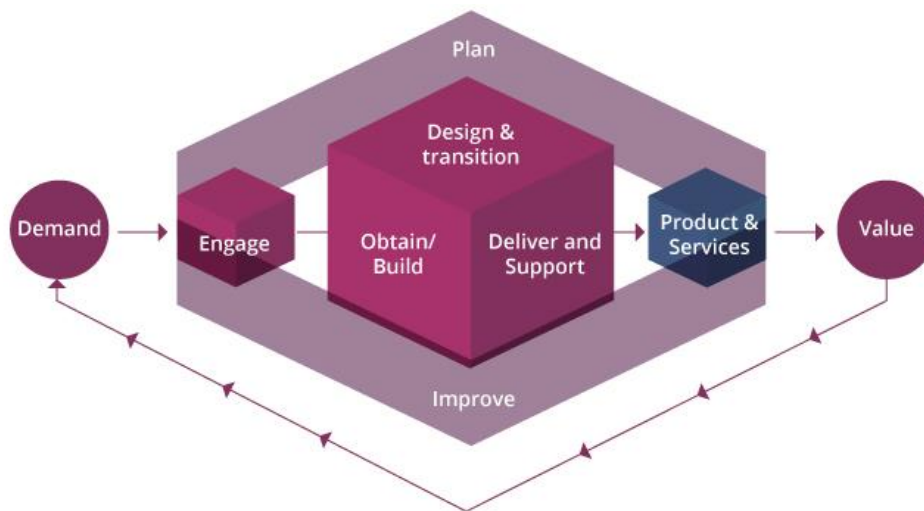 Plan
Design &
transition
Demand
Engage
Obtain/
Build
Deliver and
Support
Product &
Services
Value
Improve